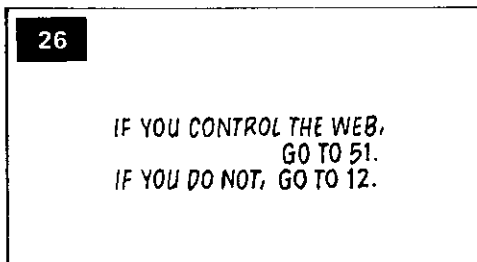 26
IF YOU CONTROL THE WEB,
GO TO 51.
IF YOU DO NOT, GO TO 12.